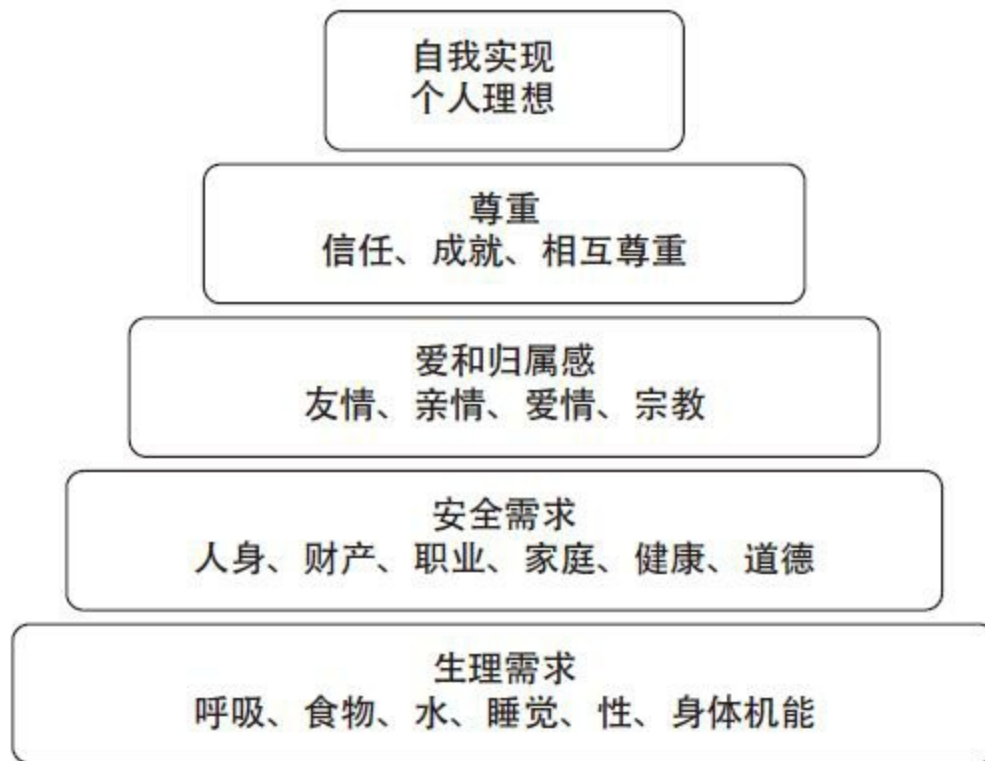 自我实现
个人理想
尊重
信任、成就、相互尊重
爱和归属感
友情、亲情、爱情、宗教
安全需求
人身、财产、职业、家庭、健康、道德
生理需求
呼吸、食物、水、睡觉、性、身体机能